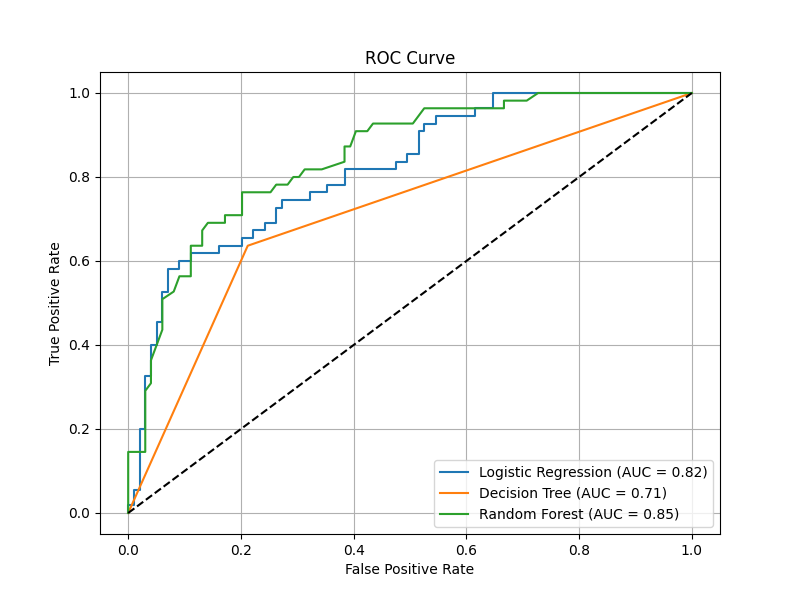 ROC Curve
True Positive Rate
1.0
0.8
0.6
0.4
0.2
0.0
Logistic Regression (AUC = 0.82)
Decision Tree (AUC = 0.71)
Random Forest (AUC = 0.85)
0.0 0.2 0.4 0.6 0.8 1.0
False Positive Rate